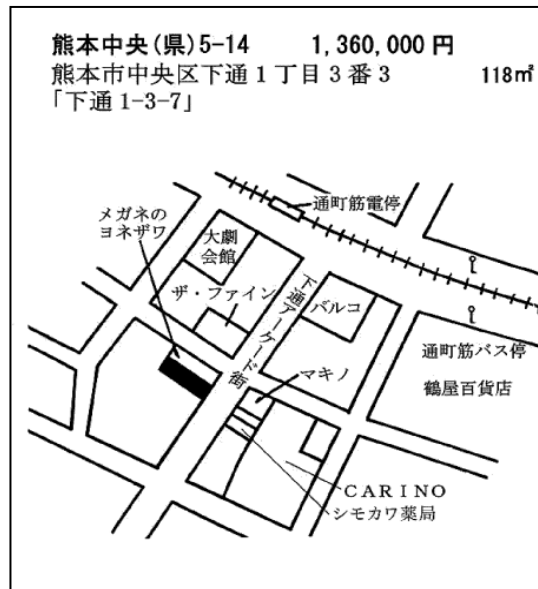 熊本中央(県)5-14 1,360,000 円
熊本市中央区下通 1 丁目 3 番 3 118㎡
「下通 1-3-7」
通町筋電停
メガネの
ヨネザワ
大劇
会館
ザ・ファイン
下通アーケード街
パルコ
マキノ
通町筋バス停
鶴屋百貨店
CARINO
シモカワ薬局